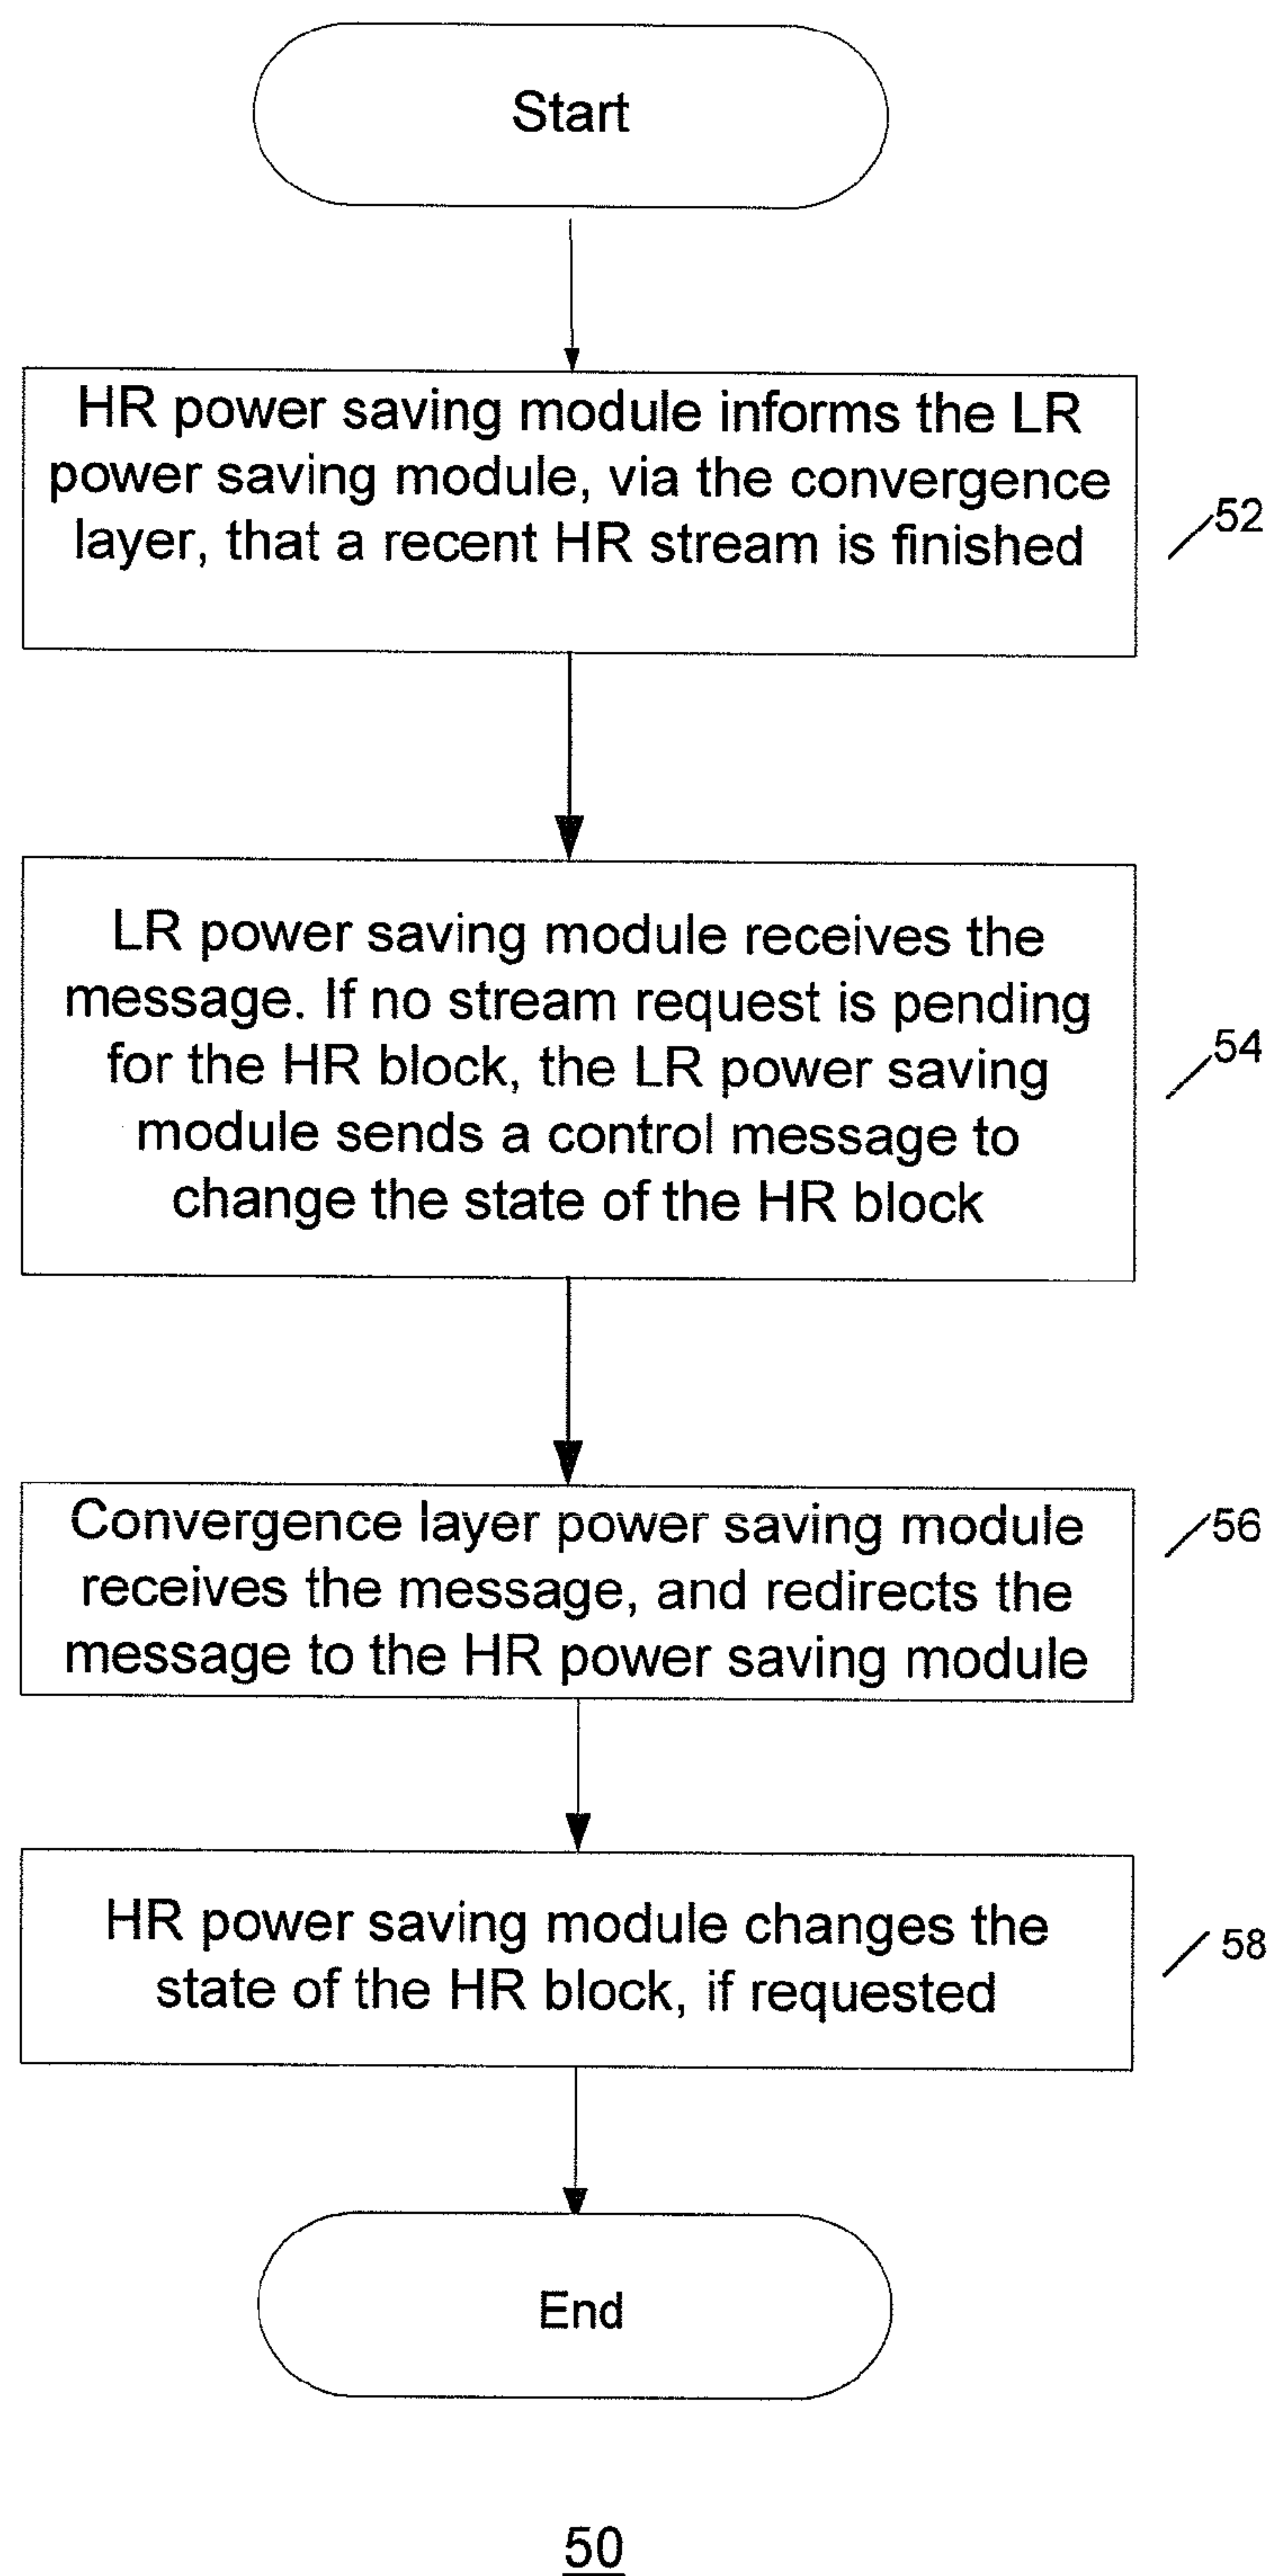 Start
HR power saving module informs the LR
power saving module, via the convergence
layer, that a recent HR stream is finished
52
LR power saving module receives the
message. If no stream request is pending
for the HR block, the LR power saving
module sends a control message to
change the state of the HR block
54
Convergence layer power saving module
receives the message, and redirects the
message to the HR power saving module
56
HR power saving module changes the
state of the HR block, if requested
58
End
50